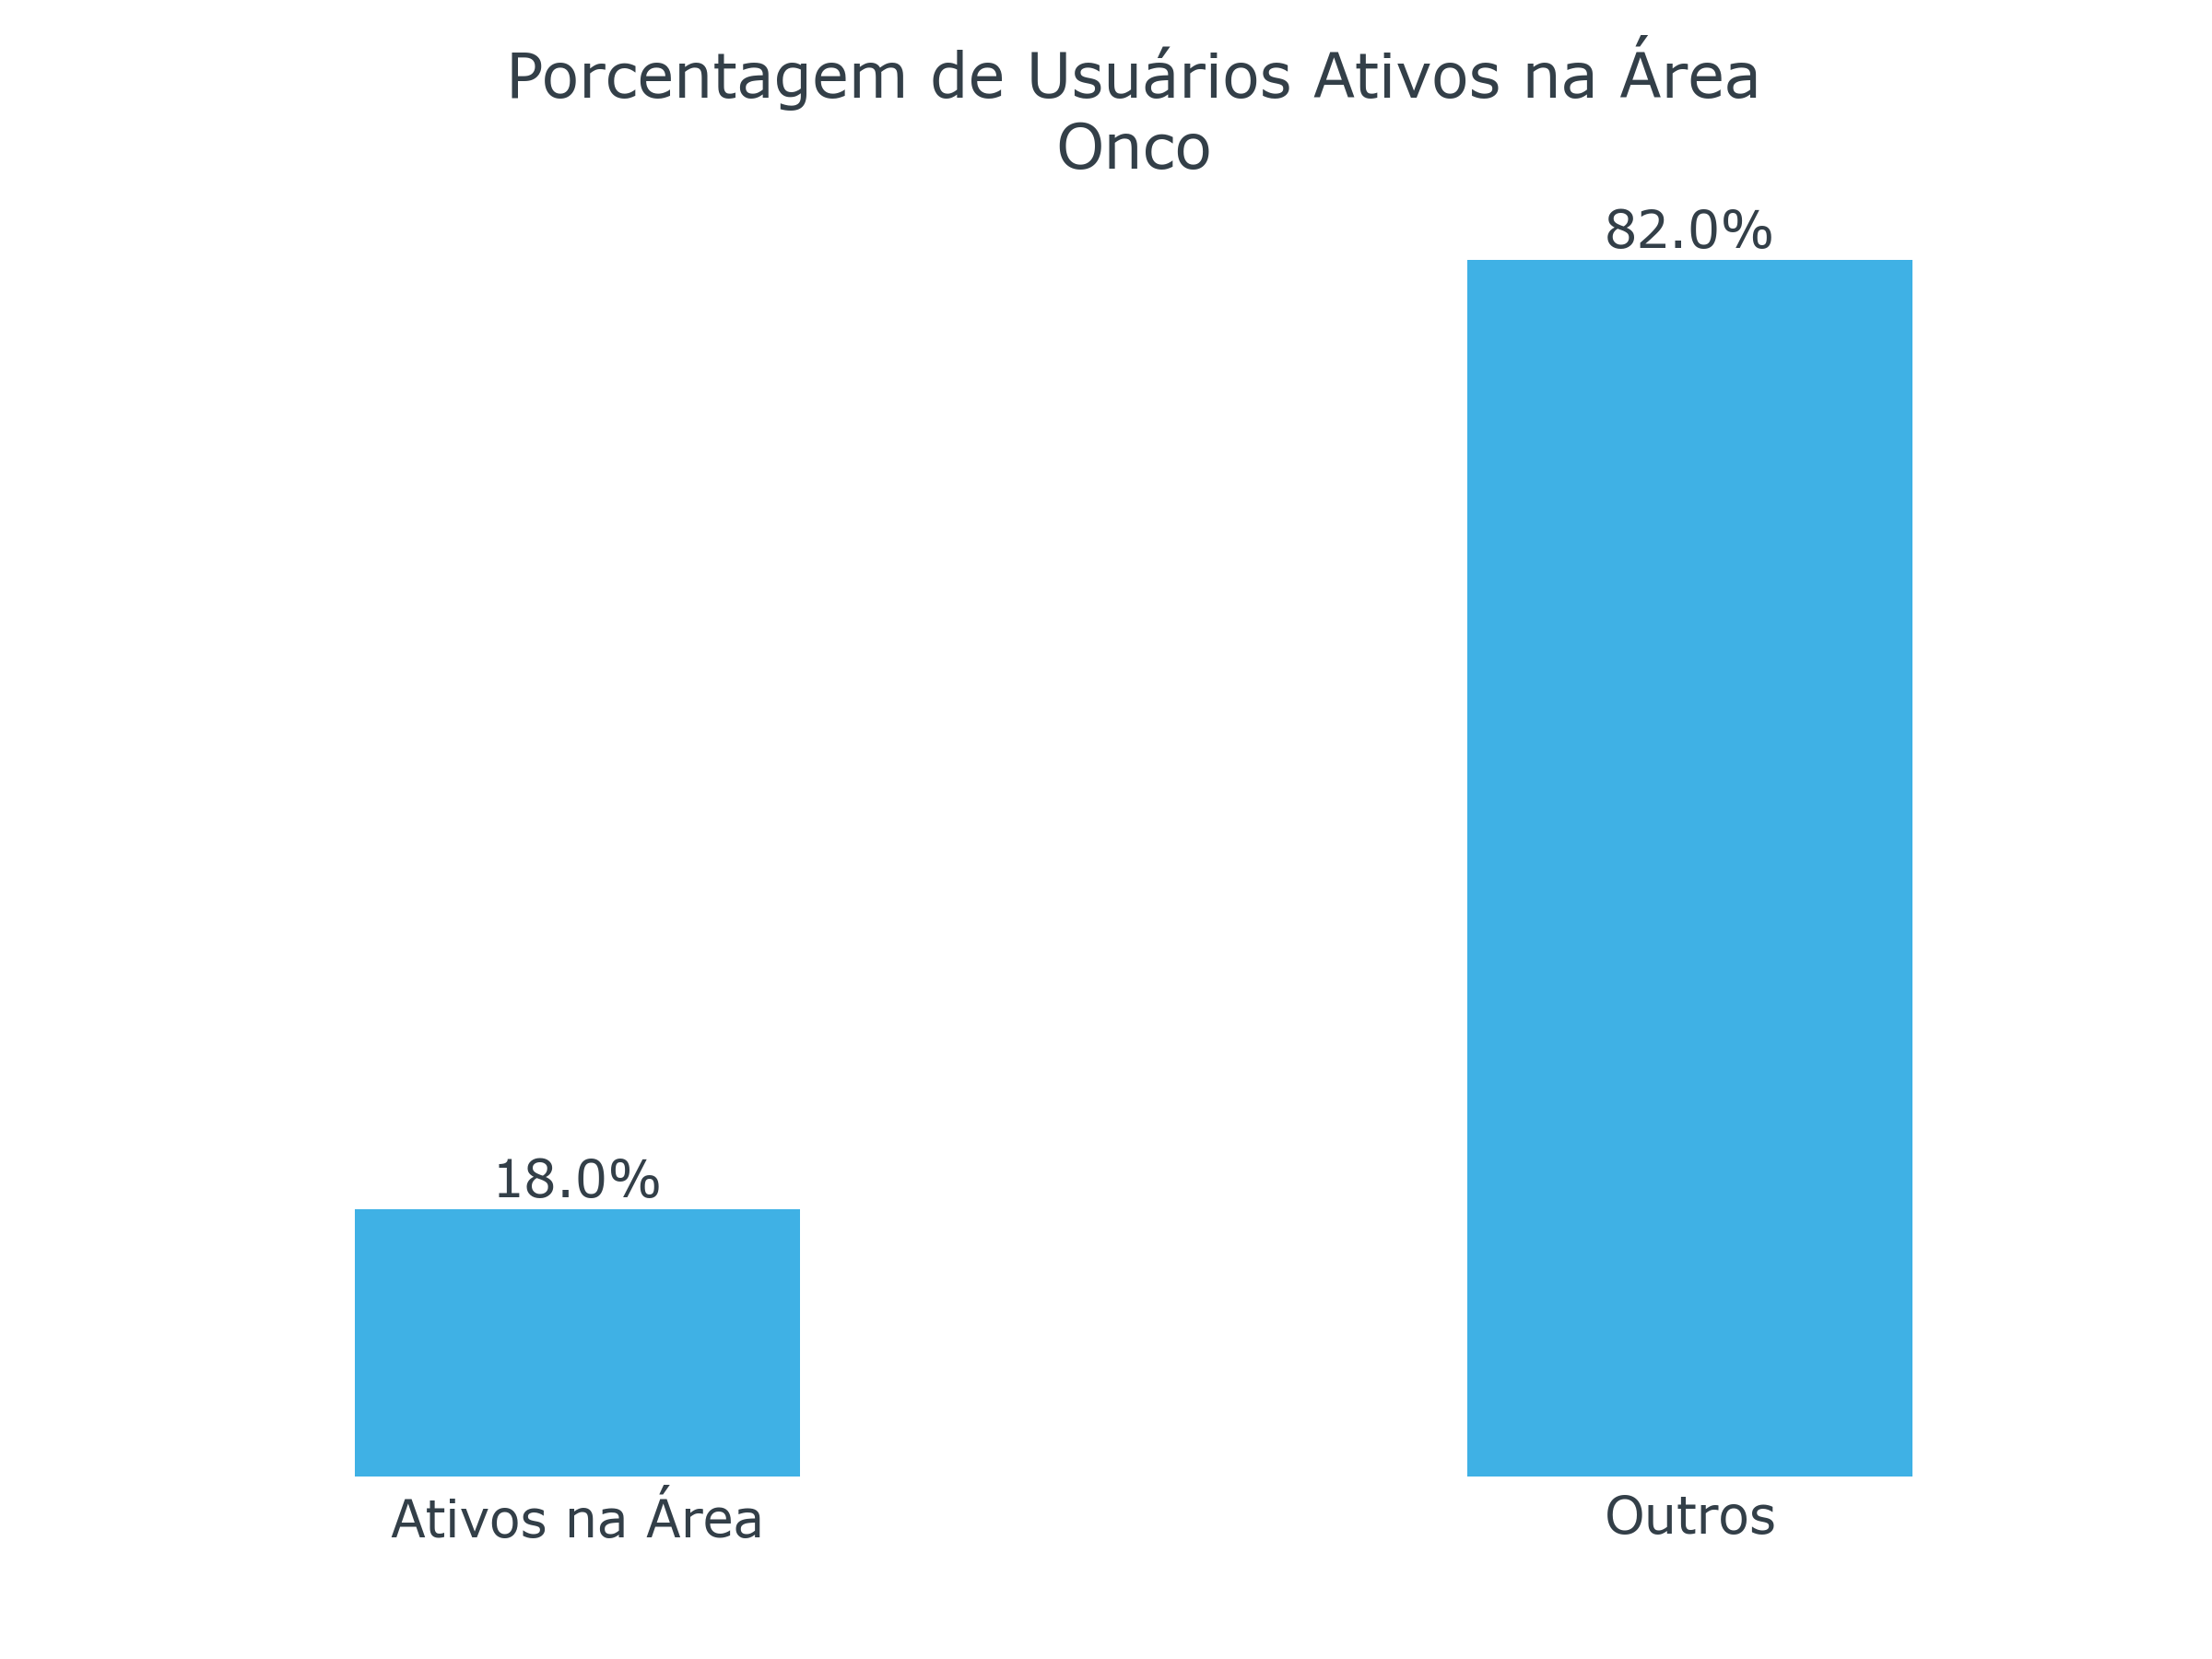 Porcentagem de Usuários Ativos na Área
Onco
82.0%
18.0%
Ativos na Área
Outros